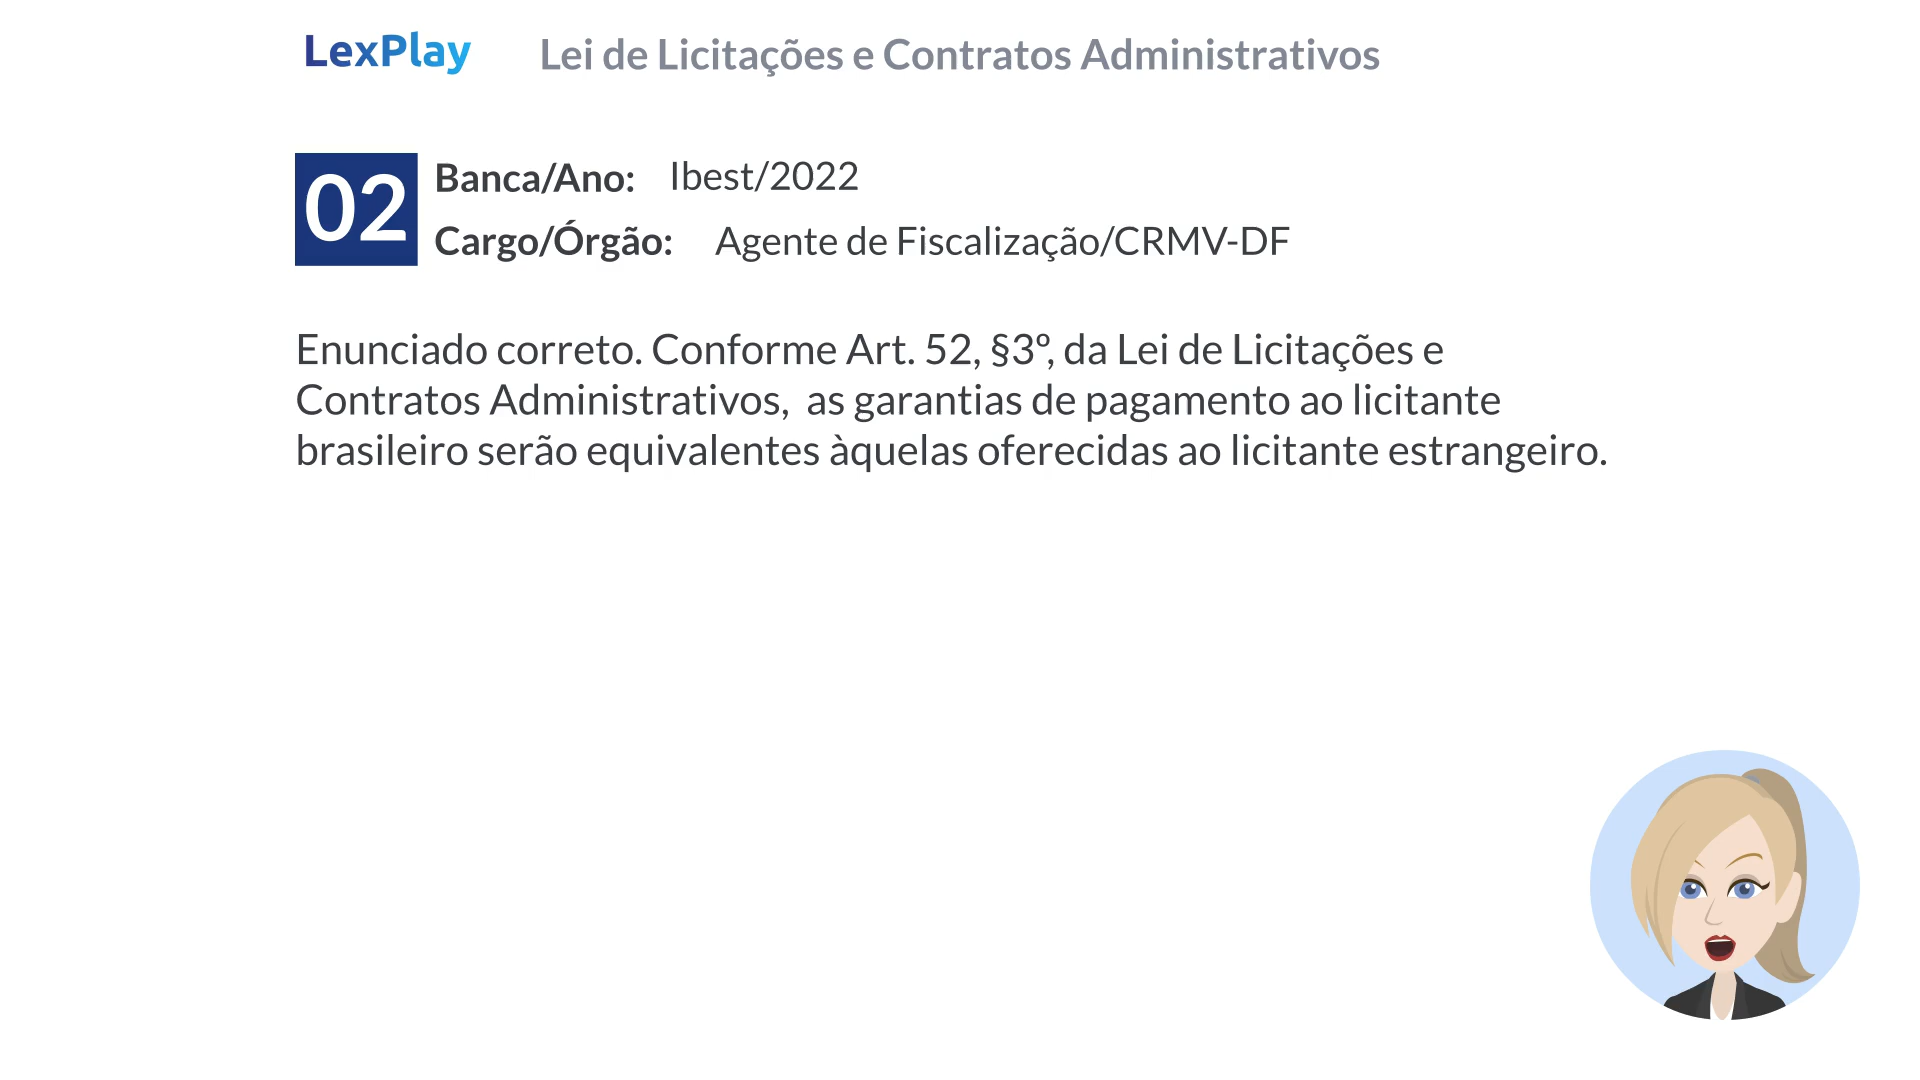 LexPlay Lei de Licitações e Contratos Administrativos
02 Banca/Ano: Ibest/2022
Cargo/Órgão: Agente de Fiscalização/CRMV-DF
Enunciado correto. Conforme Art. 52, §3º, da Lei de Licitações e
Contratos Administrativos,  as garantias de pagamento ao licitante
brasileiro serão equivalentes àquelas oferecidas ao licitante estrangeiro.